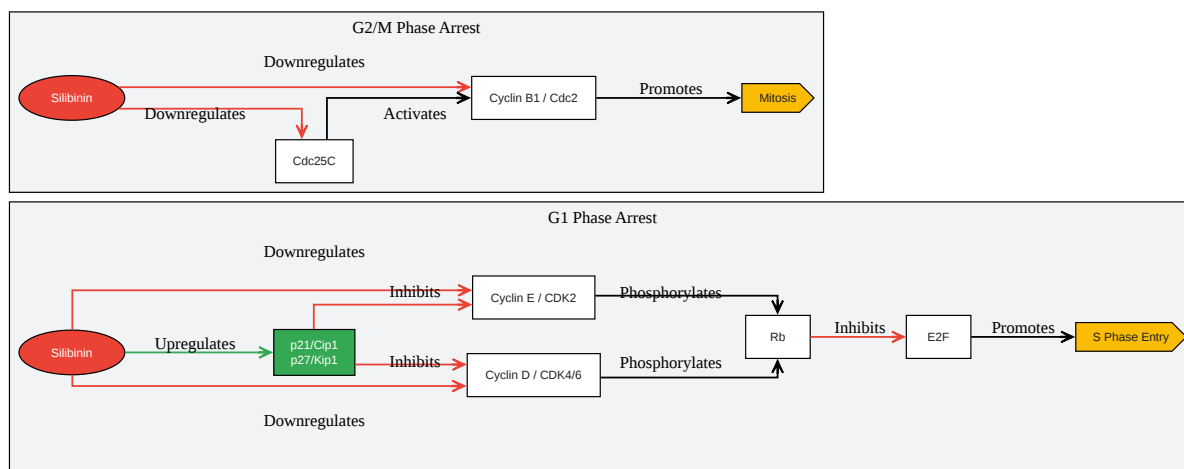 G2/M Phase Arrest
Downregulates
Silibinin
Cyclin B1 / Cdc2
Promotes
Mitosis
Downregulates
Activates
Cdc25C
G1 Phase Arrest
Downregulates
Inhibits
Cyclin E / CDK2
Phosphorylates
Silibinin
Upregulates
p21/Cip1
p27/Kip1
Rb
Inhibits
E2F
Promotes
S Phase Entry
Inhibits
Cyclin D / CDK4/6
Phosphorylates
Downregulates